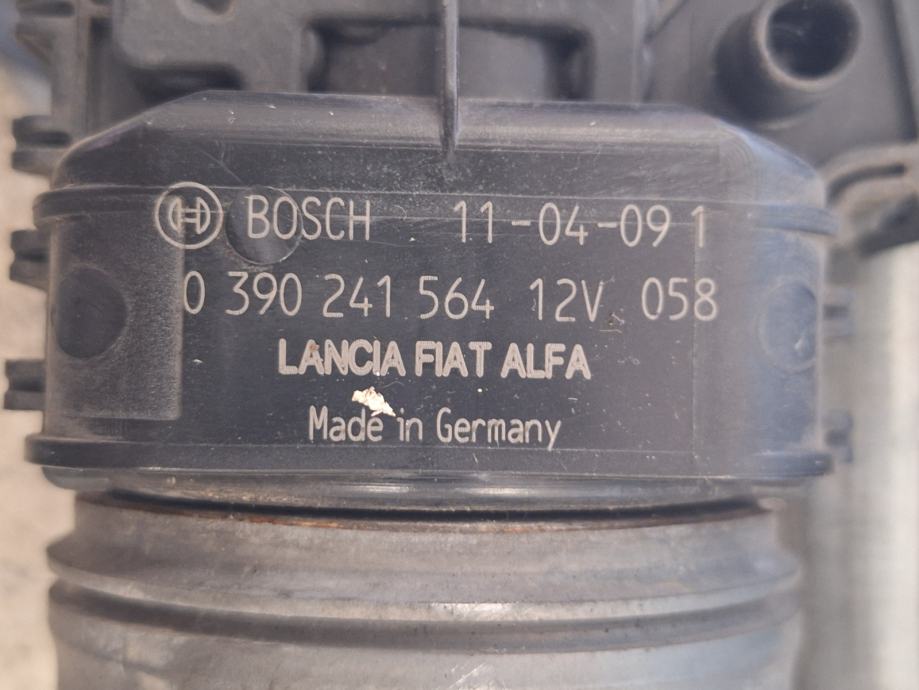 BOSCH 11-04-09 1
0 390 241 564 12V 058
LANCIA FIAT ALFA
Made in Germany